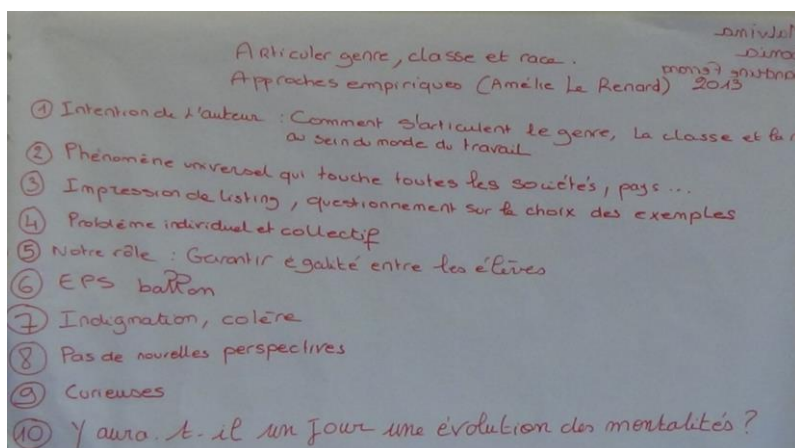 Articuler genre, classe et race.
Approches empiriques (Amélie Le Renard) 2013
① Intention de l'auteur : Comment s'articulent le genre, la classe et la
au sein du monde du travail
② Phénomène universel qui touche toutes les sociétés, pays...
③ Impression de listing, questionnement sur le choix des exemples
④ Problème individuel et collectif
⑤ Notre rôle : Garantir égalité entre les élèves
⑥ EPS ballon
⑦ Indignation, colère
⑧ Pas de nouvelles perspectives
⑨ Curieuses
⑩ Y aura-t-il un jour une évolution des mentalités ?